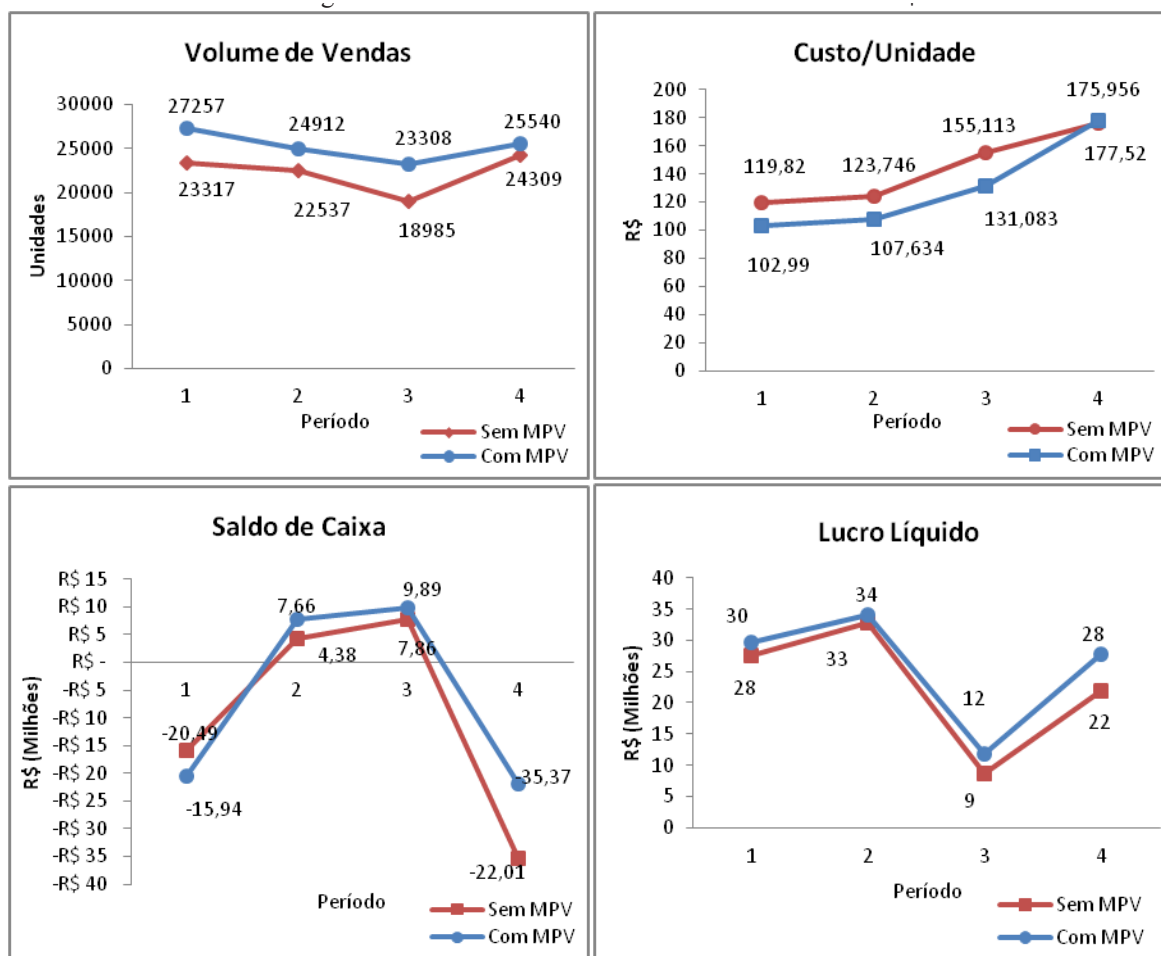 Volume de Vendas
30000
25000
20000
15000
10000
5000
0
Unidades
27257
24912
23308
25540
23317
22537
18985
24309
1 2 3 4
Período
Sem MPV
Com MPV
Custo/Unidade
200
180
160
140
120
100
80
60
40
20
0
R$
119,82
123,746
155,113
175,956
102,99
107,634
131,083
177,52
1 2 3 4
Período
Sem MPV
Com MPV
Saldo de Caixa
R$ 15
R$ 10
R$ 5
R$ -
-R$ 5
-R$ 10
-R$ 15
-R$ 20
-R$ 25
-R$ 30
-R$ 35
-R$ 40
R$ (Milhões)
7,66
9,89
4,38
7,86
1 2 3 4
-20,49
-15,94
-35,37
-22,01
Período
Sem MPV
Com MPV
Lucro Líquido
40
35
30
25
20
15
10
5
0
R$ (Milhões)
30
34
12
28
28
33
9
22
1 2 3 4
Período
Sem MPV
Com MPV